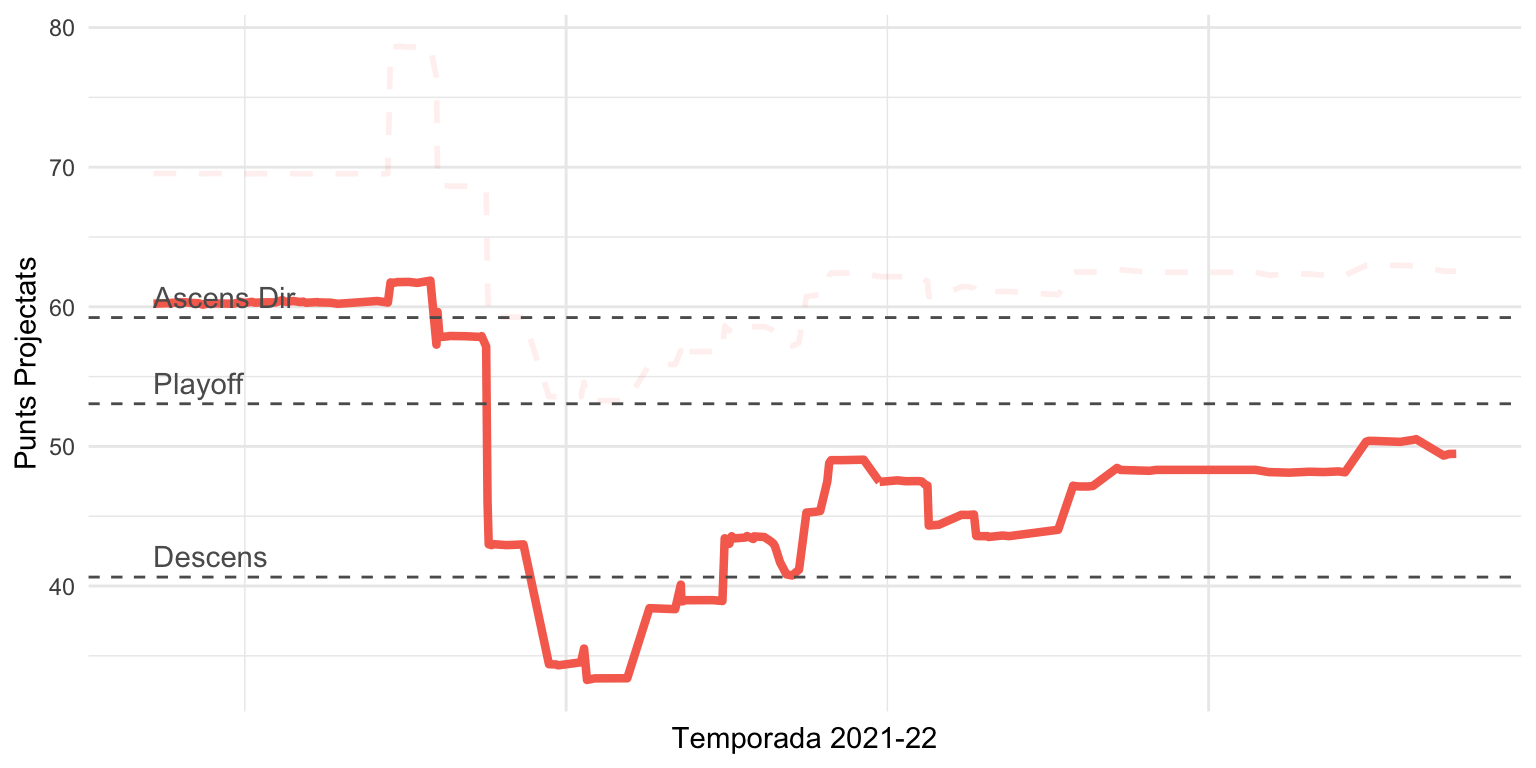 80
70
60
50
40
Punts Projectats
Ascens Dir
Playoff
Descens
Temporada 2021-22